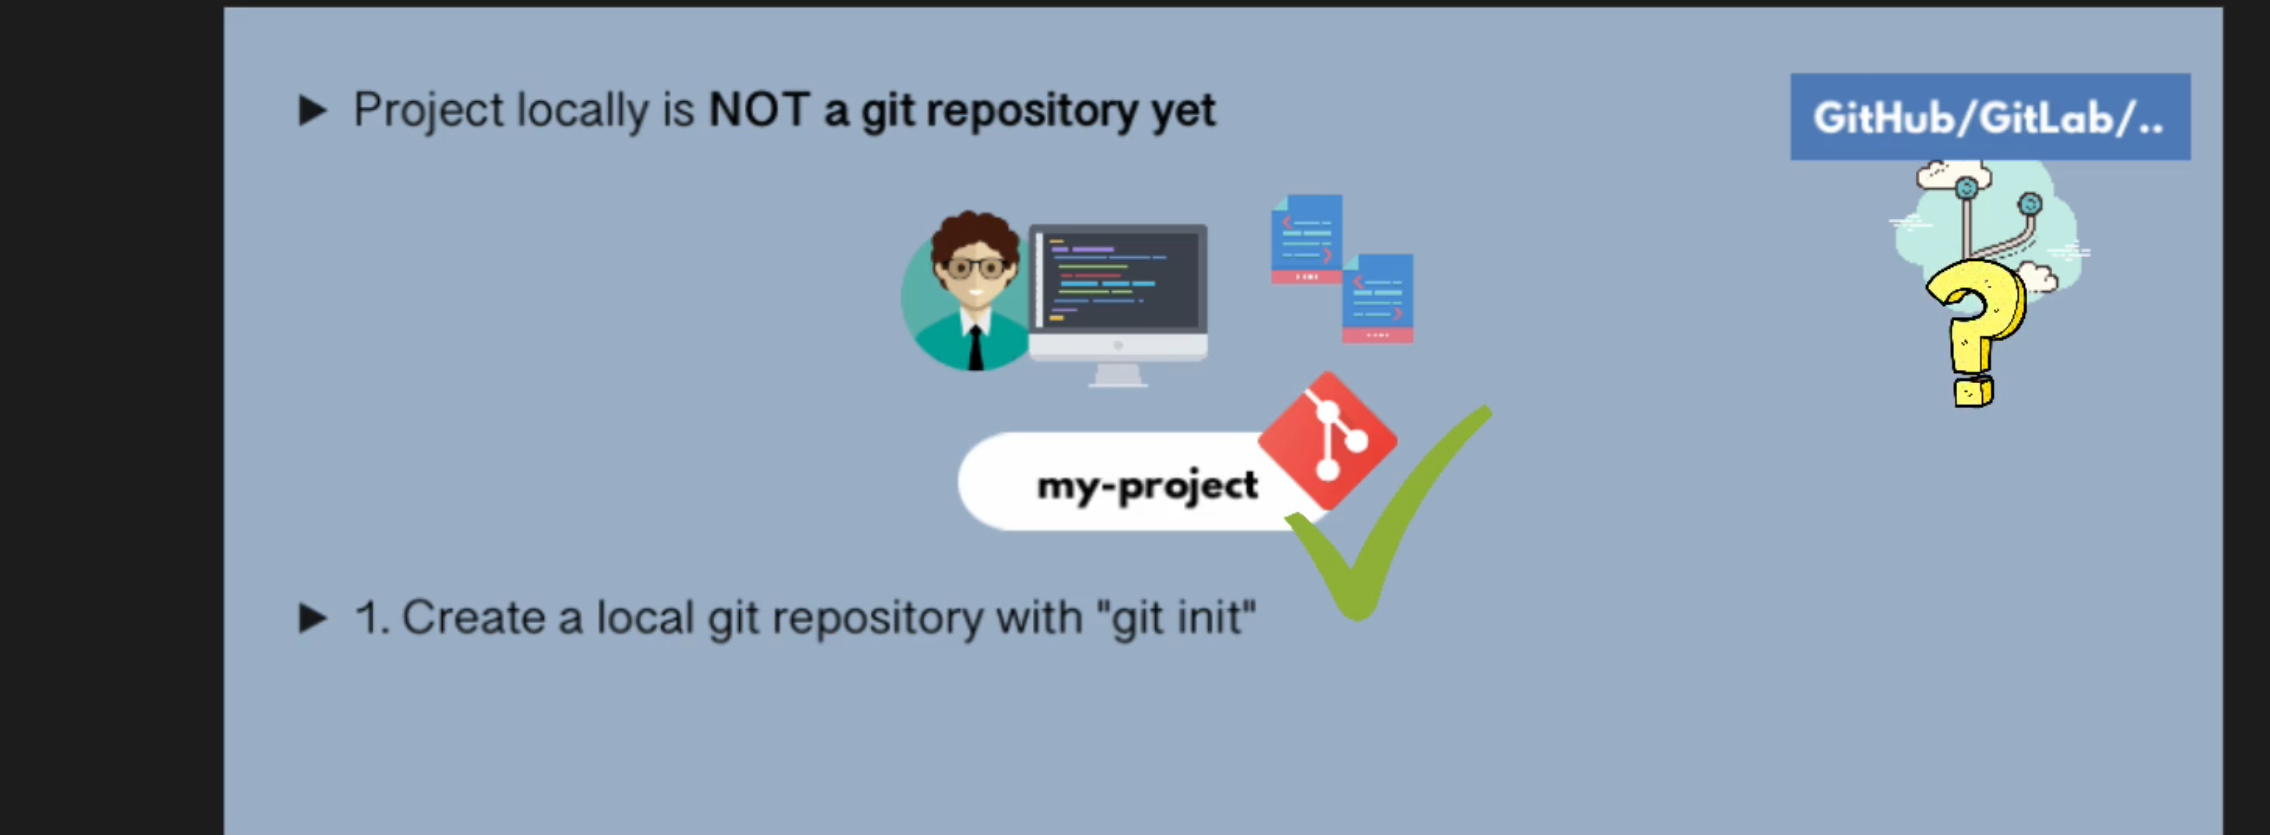 ► Project locally is NOT a git repository yet
GitHub/GitLab/..
my-project
► 1. Create a local git repository with "git init"